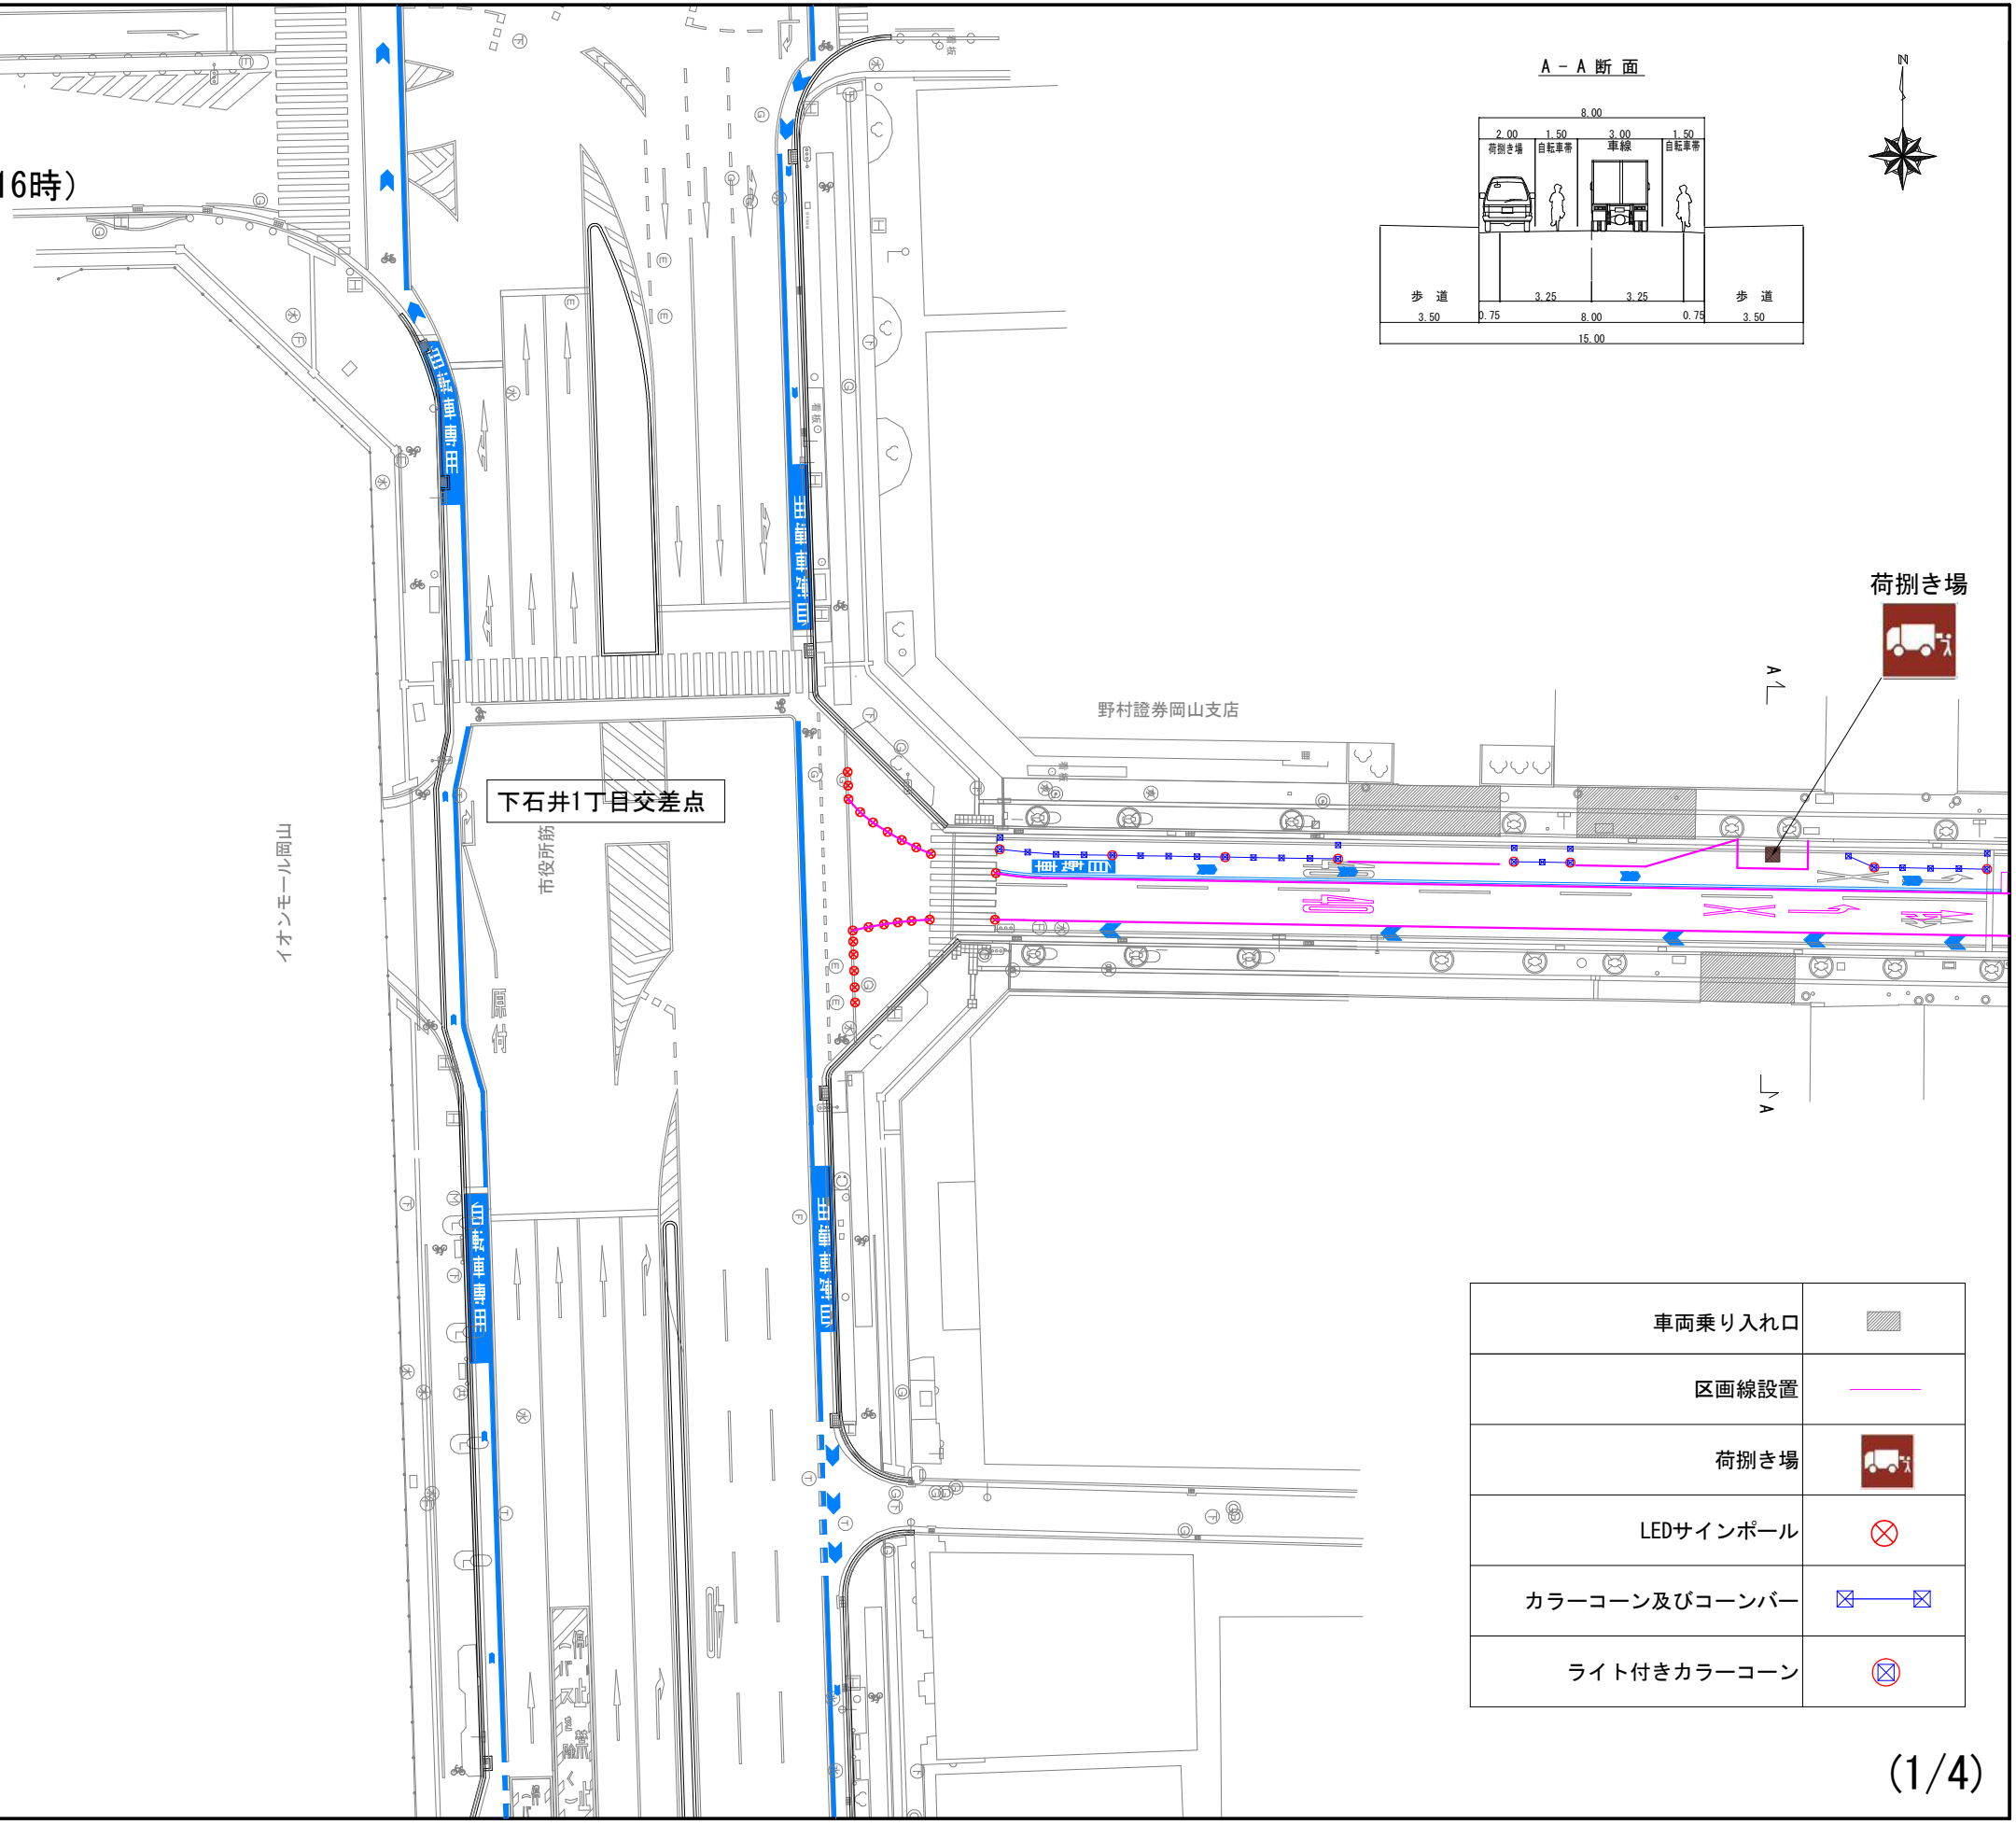 16時)
A - A 断 面
8.00
2.00 1.50 3.00 1.50
荷捌き場 自転車帯 車線 自転車帯
歩 道 3.25 3.25 歩 道
3.50 0.75 8.00 0.75 3.50
15.00
N
荷捌き場
A
野村證券岡山支店
下石井1丁目交差点
市役所筋
イオンモール岡山
看板
看板
看板
自転車専用
自転車専用
自転車専用
自転車専用
A
車両乗り入れ口
区画線設置
荷捌き場
LEDサインポール
カラーコーン及びコーンバー
ライト付きカラーコーン
(1/4)